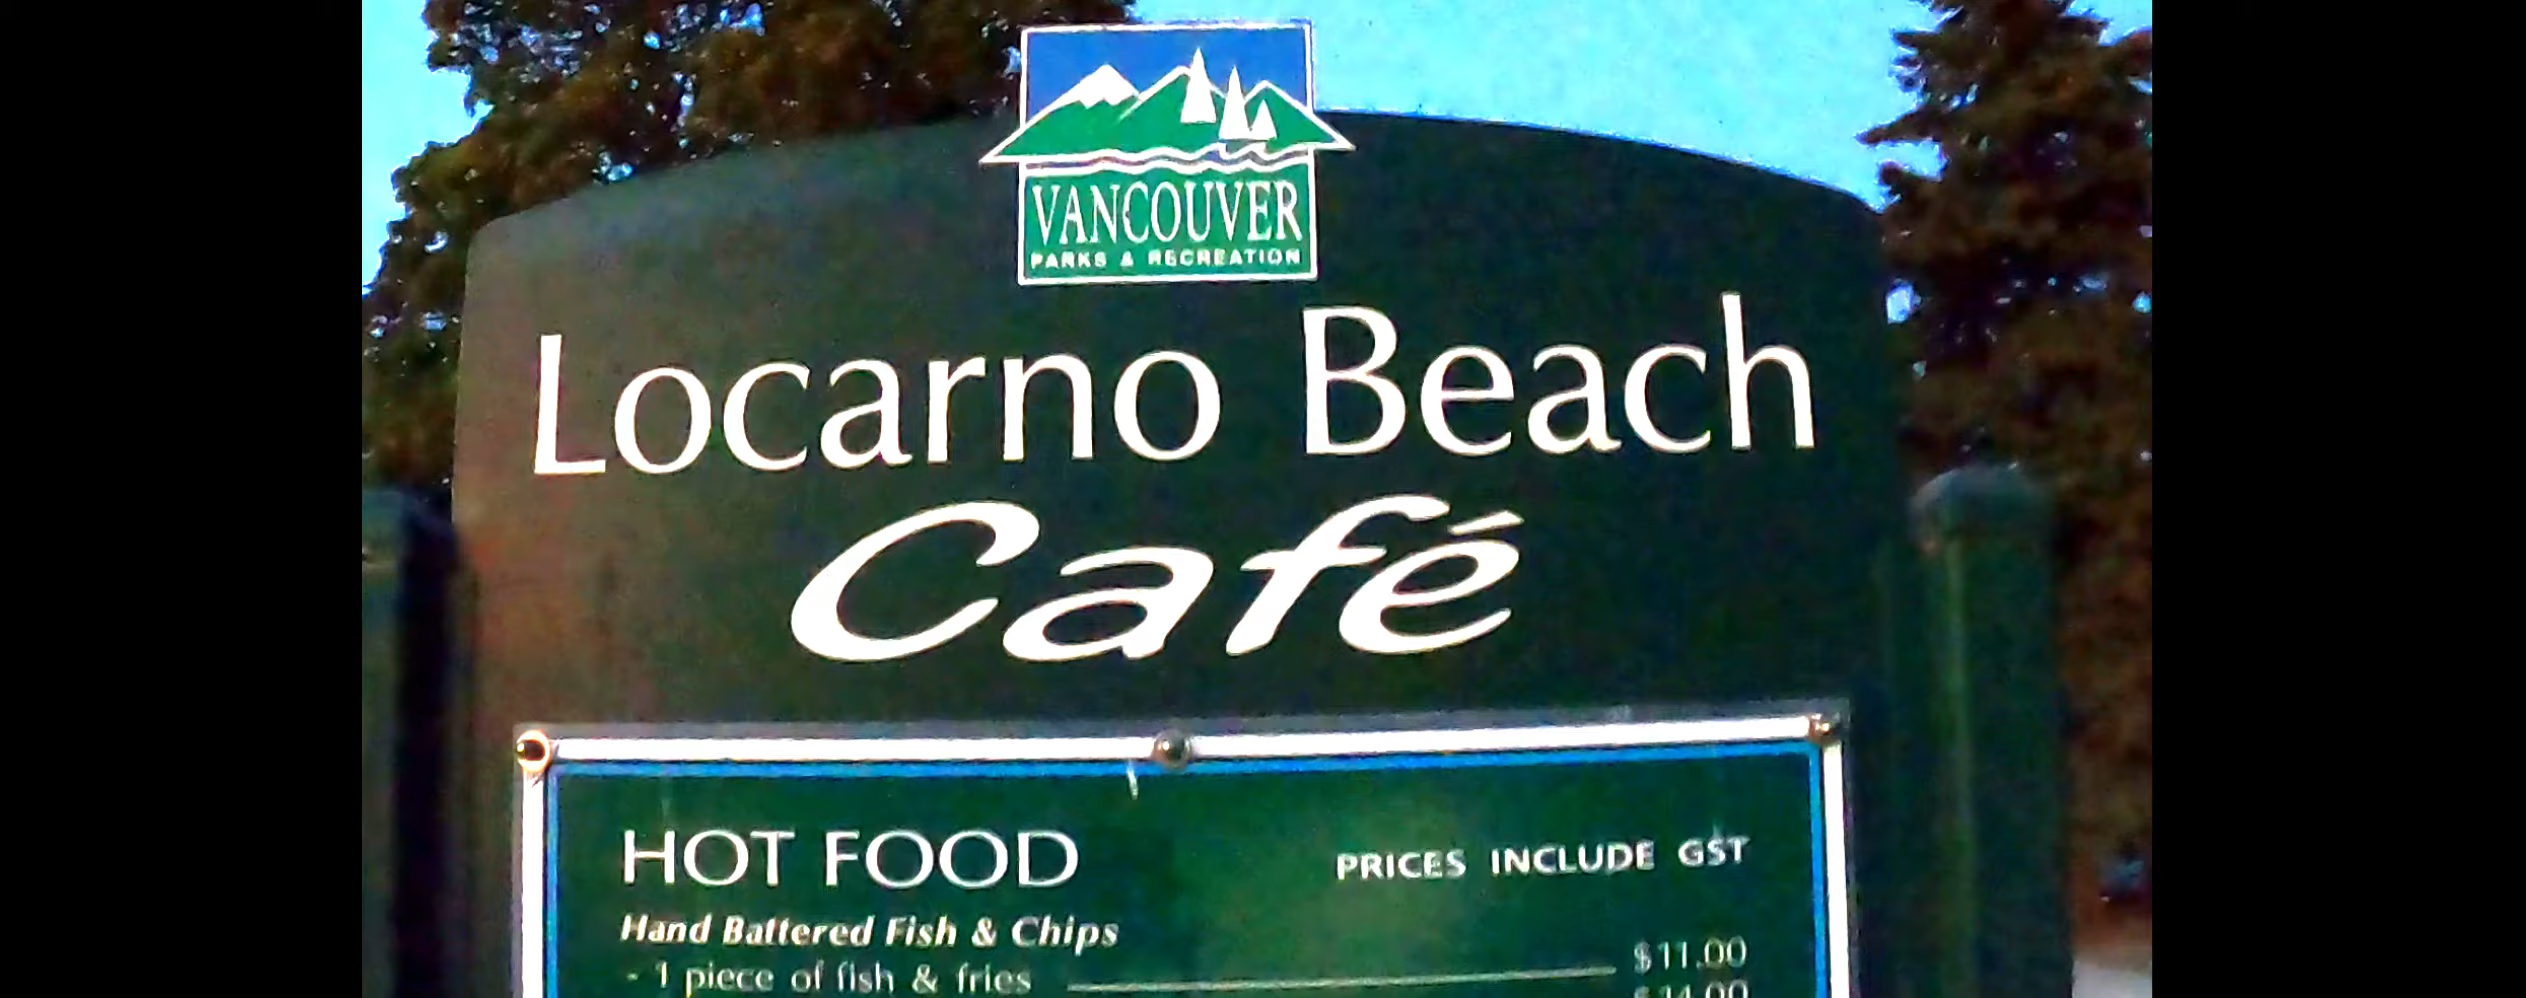 VANCOUVER
PARKS & RECREATION
Locarno Beach
Café
HOT FOOD
PRICES INCLUDE GST
Hand Battered Fish & Chips
- 1 piece of fish & fries $11.00